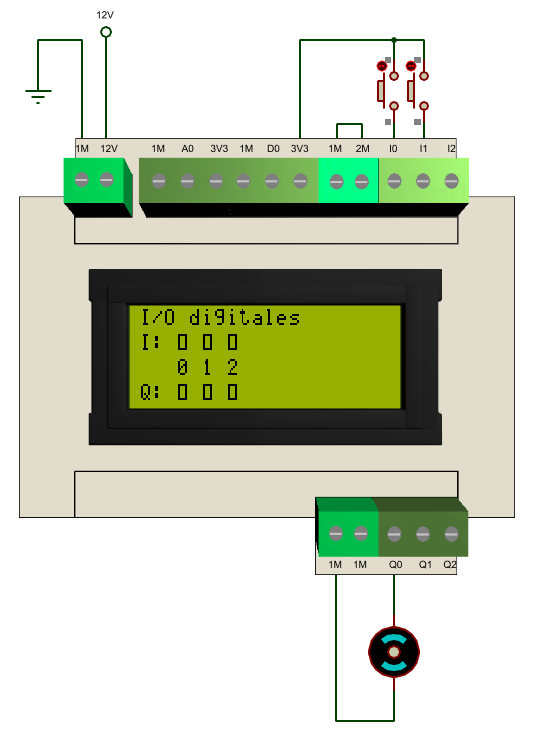 12V
1M 12V 1M A0 3V3 1M D0 3V3 1M 2M I0 I1 I2
I/O digitales
I: 0 0 0
0 1 2
Q: 0 0 0
1M 1M Q0 Q1 Q2